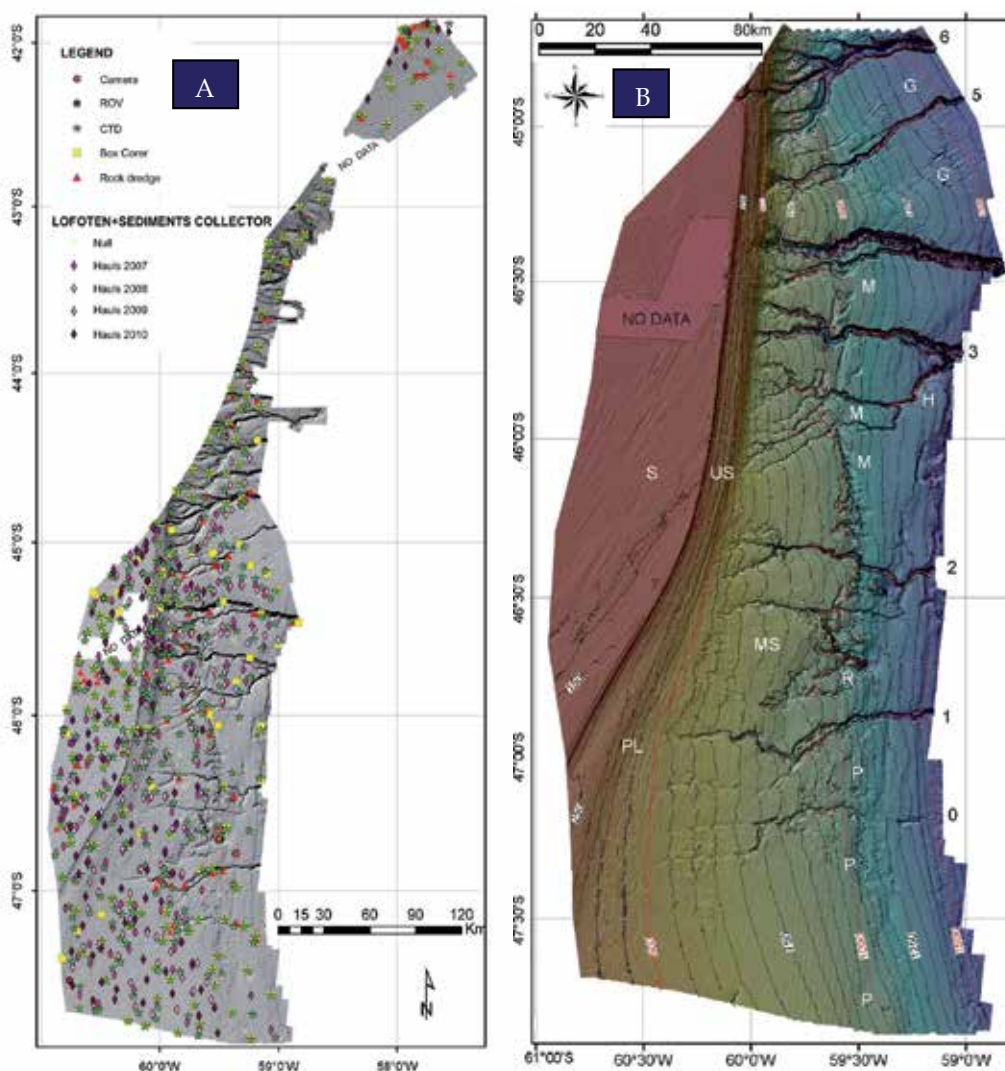 A
LEGEND
Camera
ROV
CTD
Box Corer
Rock dredge
LOFOTEN+SEDIMENTS COLLECTOR
Null
Hauls 2007
Hauls 2008
Hauls 2009
Hauls 2010
NO DATA
42°0'S
43°0'S
44°0'S
45°0'S
48°0'S
47°0'S
0 15 30 60 90 120
Km
N
60°0'W 59°0'W 58°0'W
B
0 20 40 80km
6
G
5
G
45°00'S
46°30'S
M
NO DATA
3
H
M
46°00'S
M
S
US
2
46°30'S
MS
R
1
PL
P
47°00'S
0
P
47°30'S
P
61°00'S 60°30'W 60°0'W 59°30'W 59°0'W